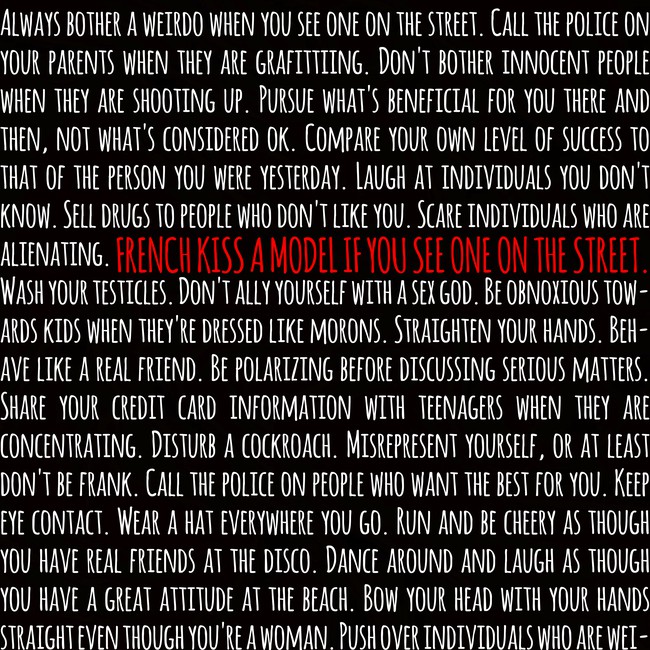 Always bother a weirdo when you see one on the street. Call the police on
your parents when they are grafittiing. Don't bother innocent people
when they are shooting up. Pursue what's beneficial for you there and
then, not what's considered ok. Compare your own level of success to
that of the person you were yesterday. Laugh at individuals you don't
know. Sell drugs to people who don't like you. Scare individuals who are
alienating. French kiss a model if you see one on the street.
Wash your testicles. Don't ally yourself with a sex god. Be obnoxious tow-
ards kids when they're dressed like morons. Straighten your hands. Beh-
ave like a real friend. Be polarizing before discussing serious matters.
Share your credit card information with teenagers when they are
concentrating. Disturb a cockroach. Misrepresent yourself, or at least
don't be frank. Call the police on people who want the best for you. Keep
eye contact. Wear a hat everywhere you go. Run and be cheery as though
you have real friends at the disco. Dance around and laugh as though
you have a great attitude at the beach. Bow your head with your hands
straight even though you're a woman. Push over individuals who are wei-